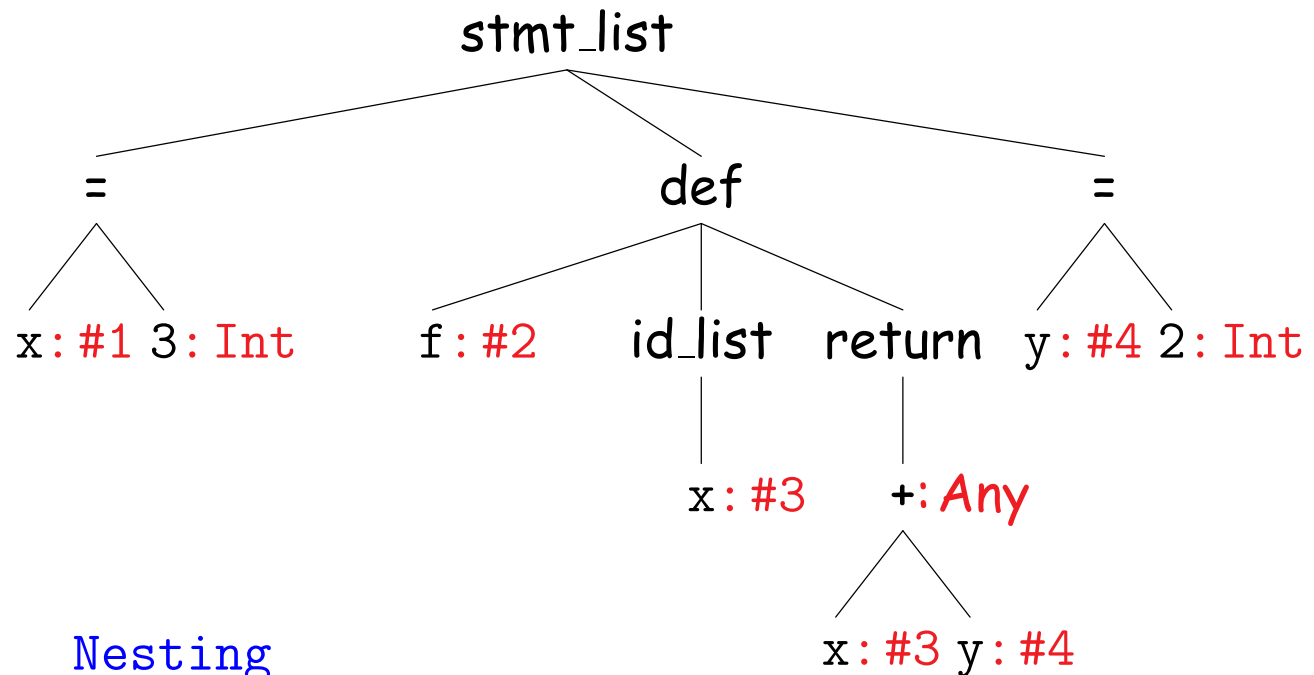 stmt_list
= def =
x: #1 3: Int f: #2 id_list return y: #4 2: Int
x: #3 +: Any
x: #3 y: #4
Nesting